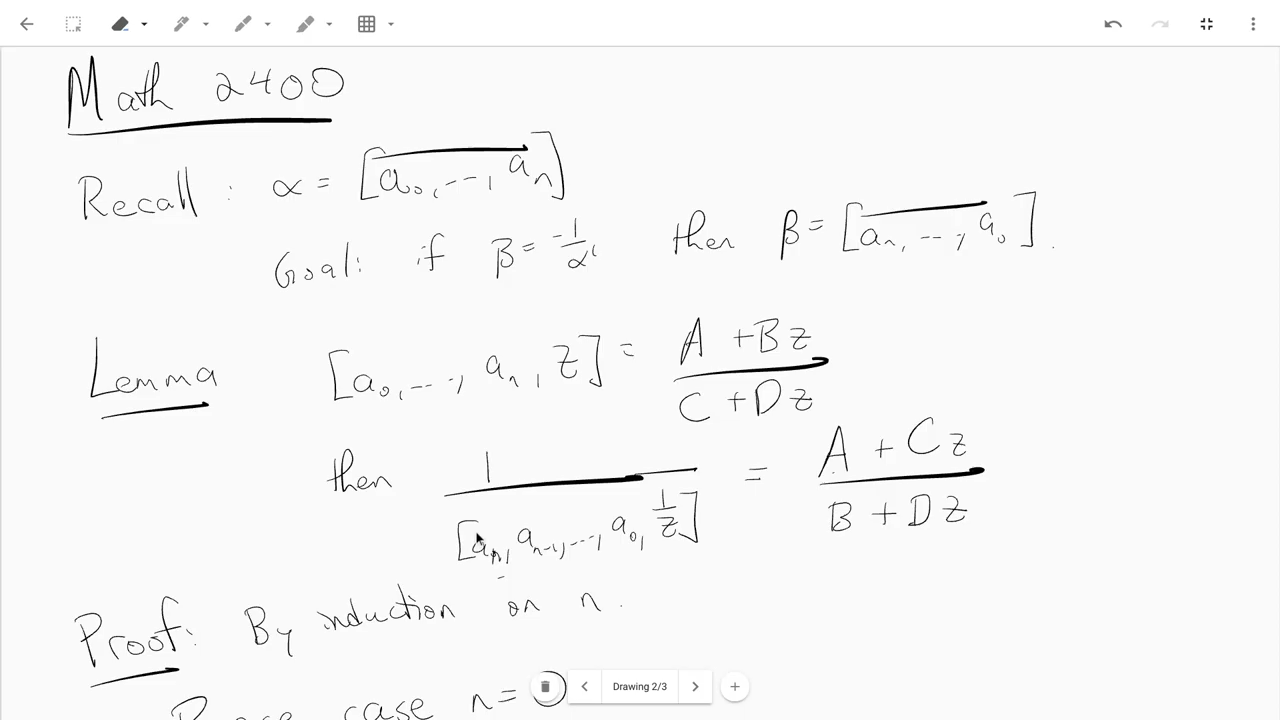 Math 2400
Recall: α = [a₀, ---, aₙ]
Goal: if β = -1/α' then β = [aₙ, ---, a₀].
Lemma [a₀, ---, aₙ, z] = (A + Bz)/(C + Dz)
then 1/[aₙ, aₙ₋₁, ---, a₀, 1/z] = (A + Cz)/(B + Dz)
Proof: By induction on n.
Base case n = 0
Drawing 2/3